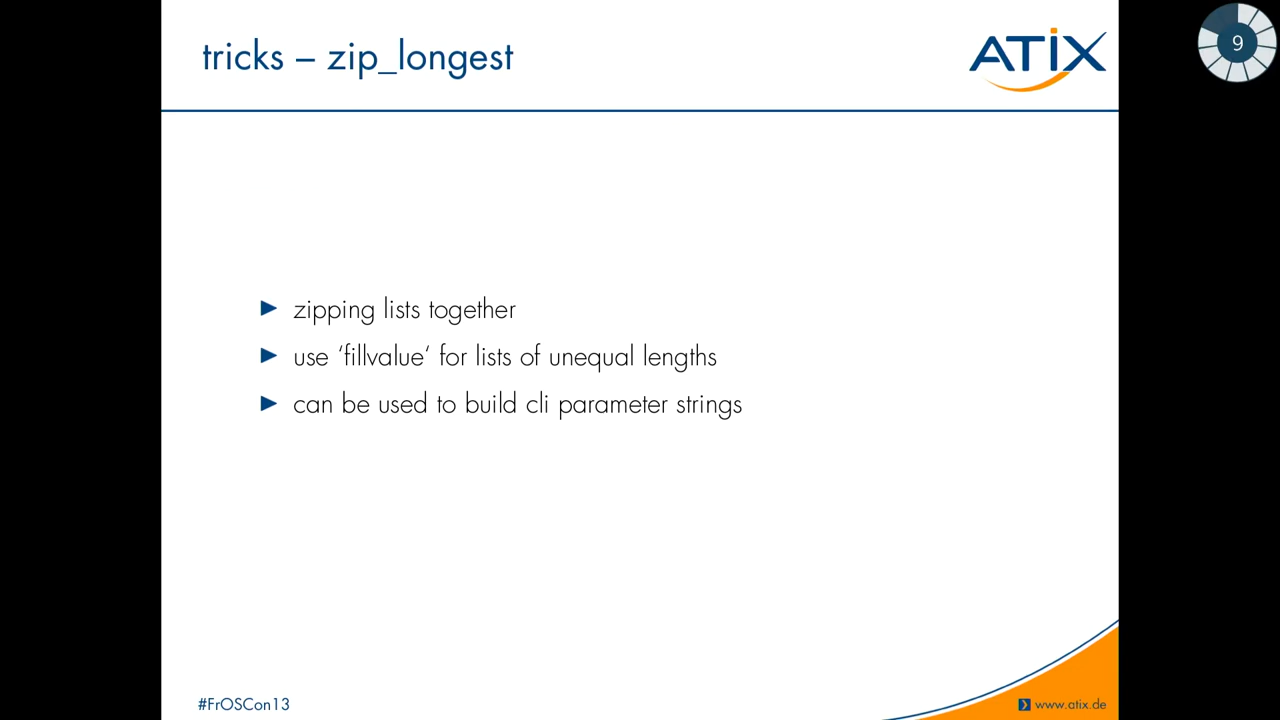 tricks – zip_longest
ATIX
9
► zipping lists together
► use ‘fillvalue‘ for lists of unequal lengths
► can be used to build cli parameter strings
#FrOSCon13
www.atix.de